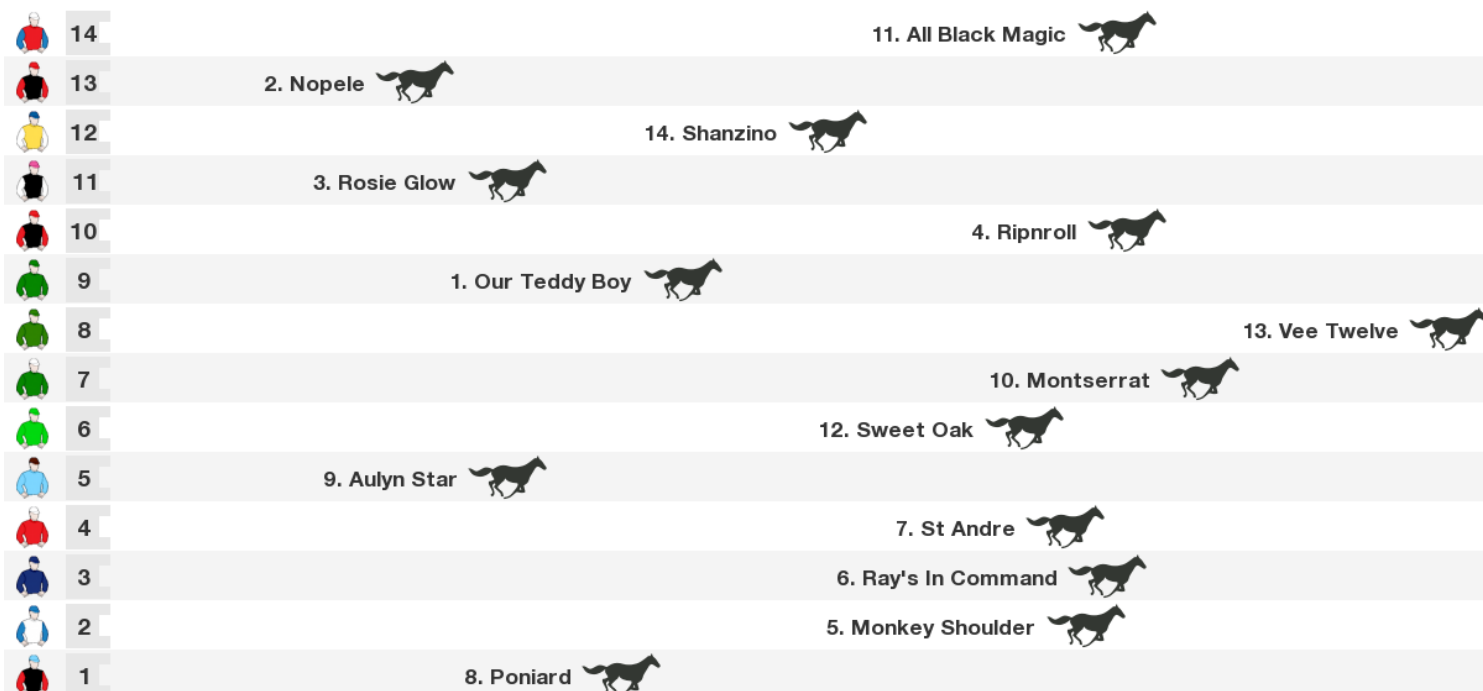 14 11. All Black Magic
13 2. Nopele
12 14. Shanzino
11 3. Rosie Glow
10 4. Ripnroll
9 1. Our Teddy Boy
8 13. Vee Twelve
7 10. Montserrat
6 12. Sweet Oak
5 9. Aulyn Star
4 7. St Andre
3 6. Ray's In Command
2 5. Monkey Shoulder
1 8. Poniard